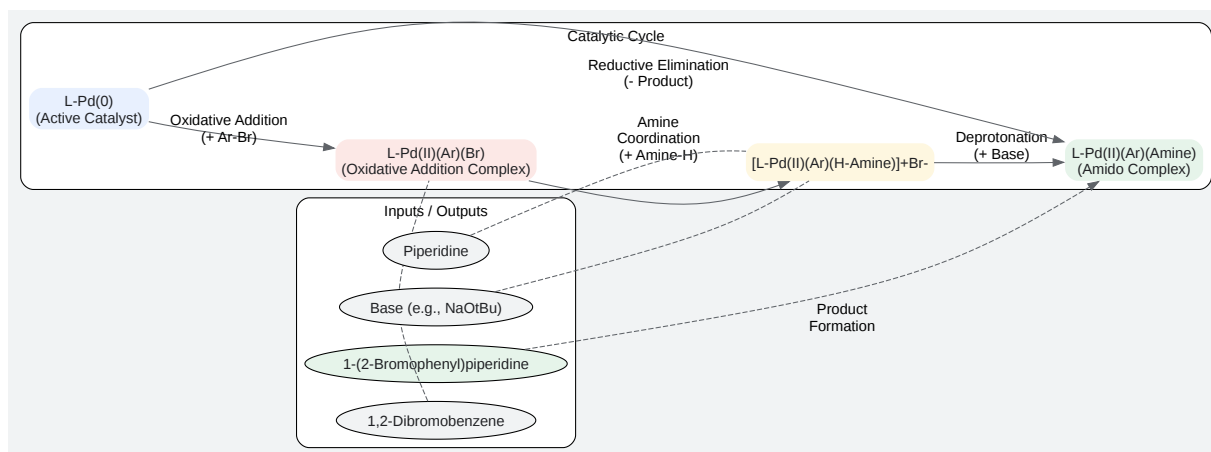 Catalytic Cycle
Reductive Elimination
(- Product)
L-Pd(0)
(Active Catalyst)
Oxidative Addition
(+ Ar-Br)
L-Pd(II)(Ar)(Br)
(Oxidative Addition Complex)
Amine
Coordination
(+ Amine-H)
[L-Pd(II)(Ar)(H-Amine)]+Br-
Deprotonation
(+ Base)
L-Pd(II)(Ar)(Amine)
(Amido Complex)
Inputs / Outputs
Piperidine
Base (e.g., NaOtBu)
1-(2-Bromophenyl)piperidine
1,2-Dibromobenzene
Product
Formation